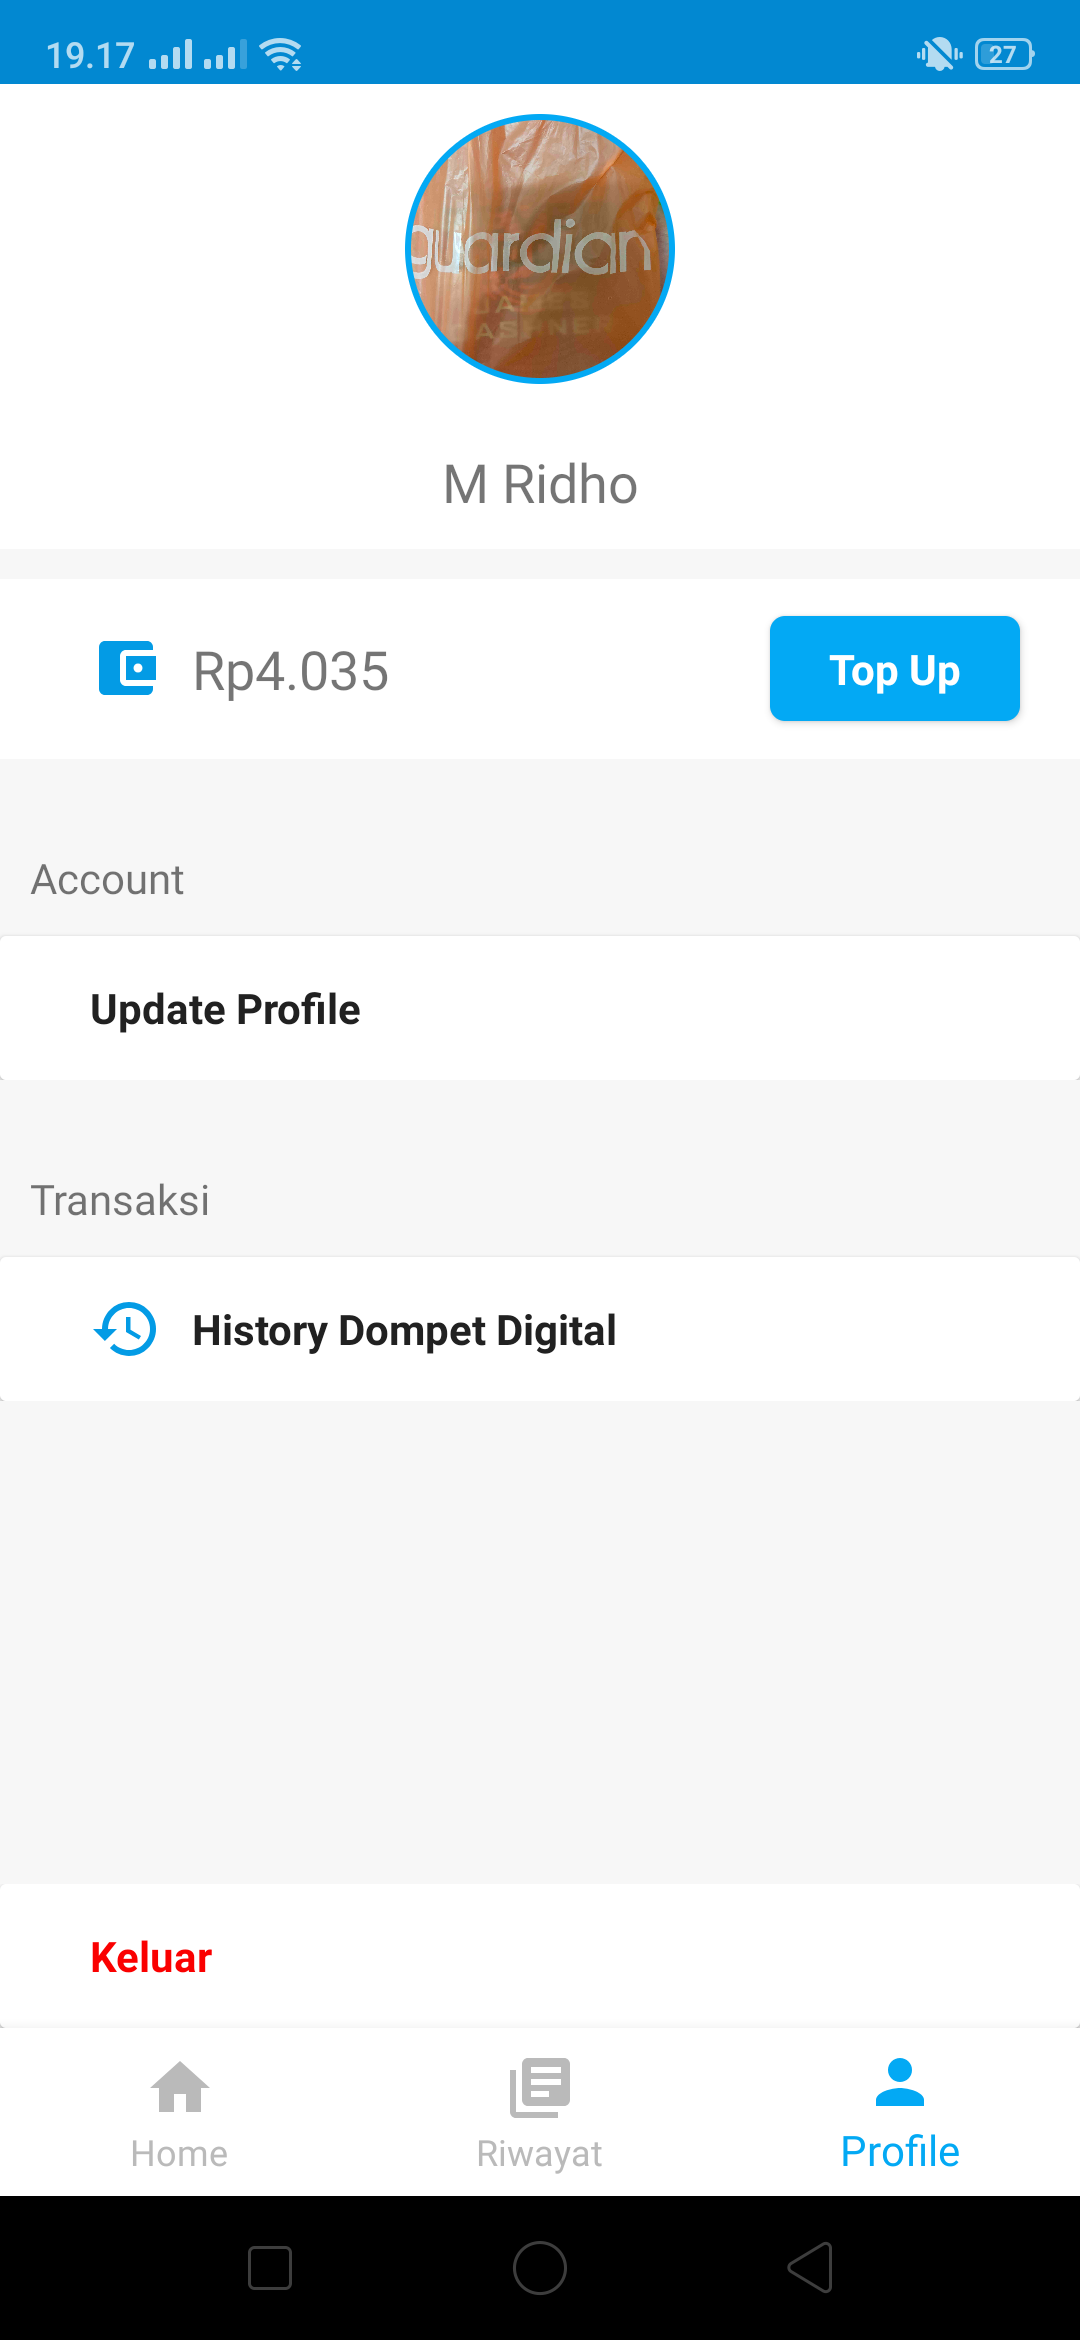 19.17
27
guardian
JAMES
DASHNER
M Ridho
Rp4.035
Top Up
Account
Update Profile
Transaksi
History Dompet Digital
Keluar
Home
Riwayat
Profile